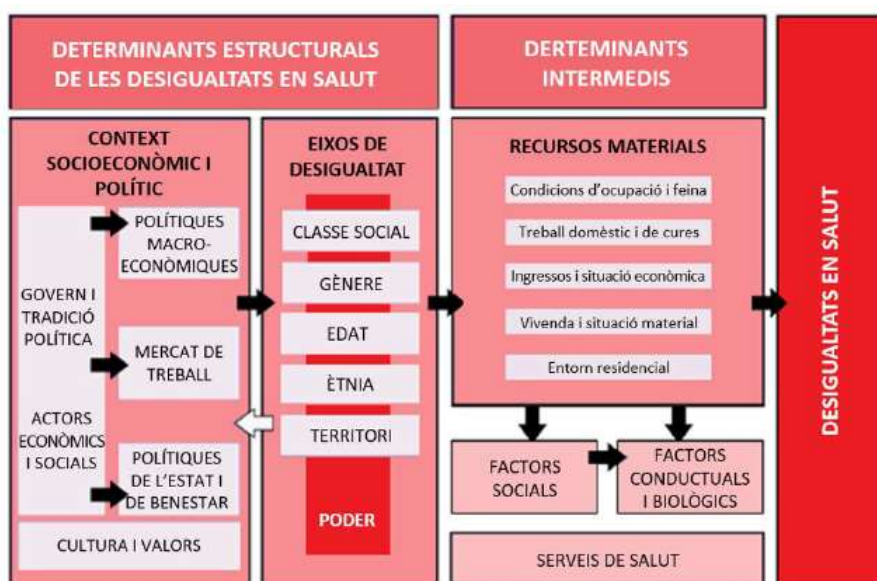 DETERMINANTS ESTRUCTURALS
DE LES DESIGUALTATS EN SALUT
DERTEMINANTS
INTERMEDIS
CONTEXT
SOCIOECONÒMIC I
POLÍTIC
GOVERN I
TRADICIÓ
POLÍTICA
ACTORS
ECONÒMICS
I SOCIALS
POLÍTIQUES
MACRO-
ECONÒMIQUES
MERCAT DE
TREBALL
POLÍTIQUES
DE L'ESTAT I
DE BENESTAR
CULTURA I VALORS
EIXOS DE
DESIGUALTAT
CLASSE SOCIAL
GÈNERE
EDAT
ÈTNIA
TERRITORI
PODER
RECURSOS MATERIALS
Condicions d'ocupació i feina
Treball domèstic i de cures
Ingressos i situació econòmica
Vivenda i situació material
Entorn residencial
FACTORS
SOCIALS
FACTORS
CONDUCTUALS
I BIOLÒGICS
SERVEIS DE SALUT
DESIGUALTATS EN SALUT